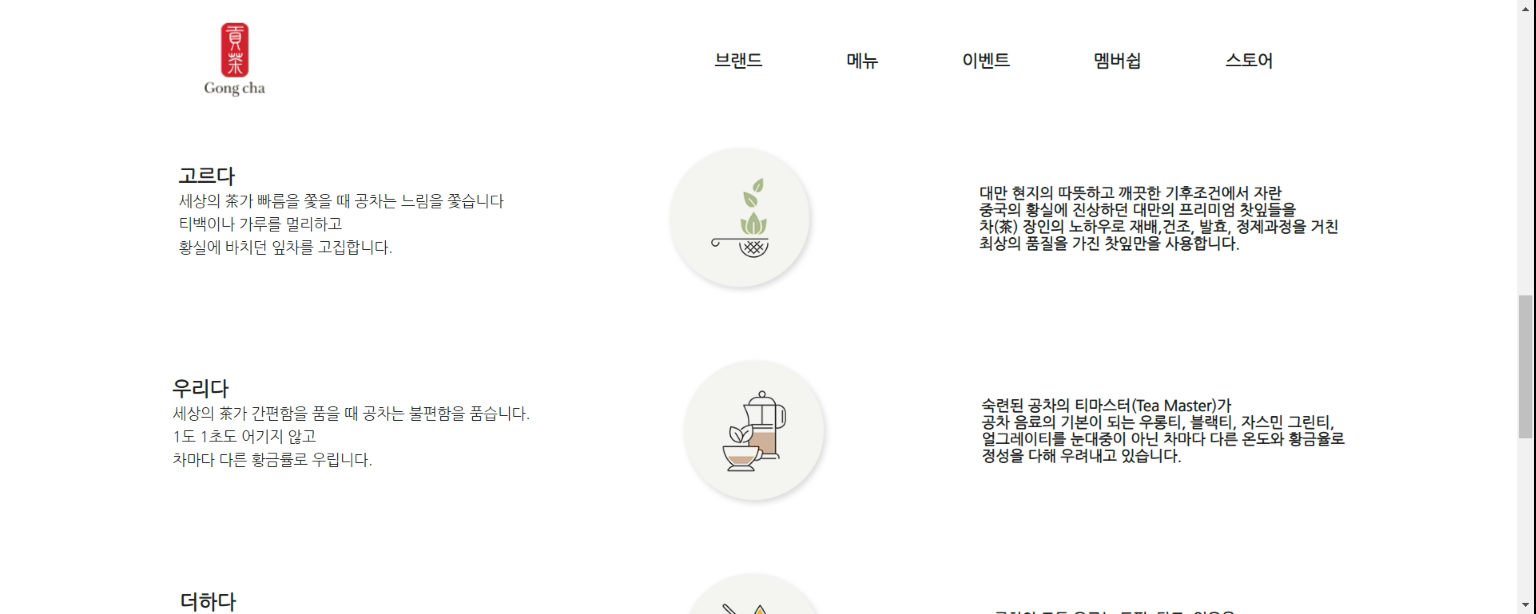 貢茶
Gong cha
브랜드 메뉴 이벤트 멤버쉽 스토어
고르다
세상의 茶가 빠름을 쫓을 때 공차는 느림을 쫓습니다
티백이나 가루를 멀리하고
황실에 바치던 잎차를 고집합니다.
대만 현지의 따뜻하고 깨끗한 기후조건에서 자란
중국의 황실에 진상하던 대만의 프리미엄 찻잎들을
차(茶) 장인의 노하우로 재배,건조, 발효, 정제과정을 거친
최상의 품질을 가진 찻잎만을 사용합니다.
우리다
세상의 茶가 간편함을 품을 때 공차는 불편함을 품습니다.
1도 1초도 어기지 않고
차마다 다른 황금률로 우립니다.
숙련된 공차의 티마스터(Tea Master)가
공차 음료의 기본이 되는 우롱티, 블랙티, 자스민 그린티,
얼그레이티를 눈대중이 아닌 차마다 다른 온도와 황금율로
정성을 다해 우려내고 있습니다.
더하다